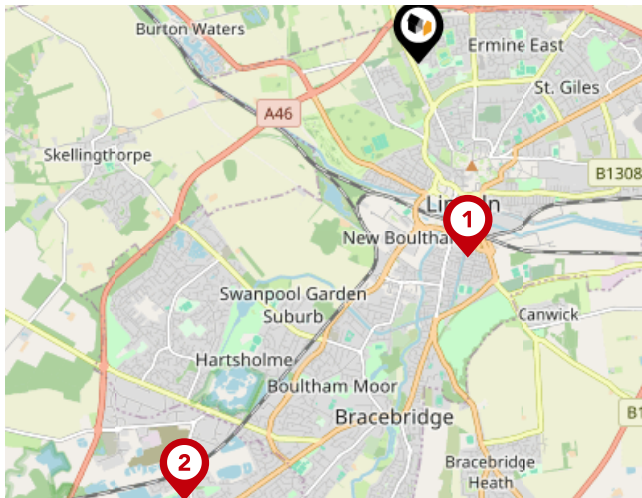 Burton Waters
Ermine East
St. Giles
A46
Skellingthorpe
B1308
1
New Boultham
Swanpool Garden
Suburb
Canwick
Hartsholme
Boultham Moor
Bracebridge
2
Bracebridge
Heath